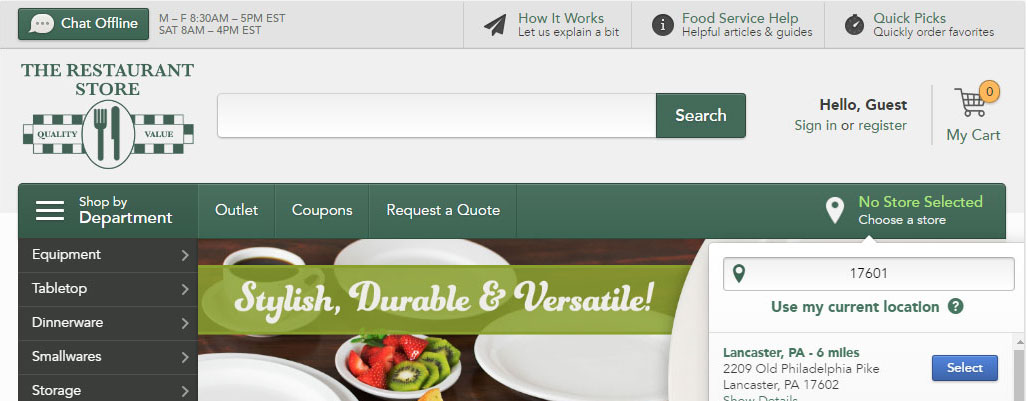 Chat Offline
M – F 8:30AM – 5PM EST
SAT 8AM – 4PM EST
How It Works
Let us explain a bit
Food Service Help
Helpful articles & guides
Quick Picks
Quickly order favorites
THE RESTAURANT
STORE
QUALITY VALUE
Search
Hello, Guest
Sign in or register
0
My Cart
Shop by
Department
Outlet
Coupons
Request a Quote
No Store Selected
Choose a store
Equipment
Tabletop
Dinnerware
Smallwares
Storage
Stylish, Durable & Versatile!
17601
Use my current location ?
Lancaster, PA - 6 miles
2209 Old Philadelphia Pike
Lancaster, PA 17602
Show Details
Select